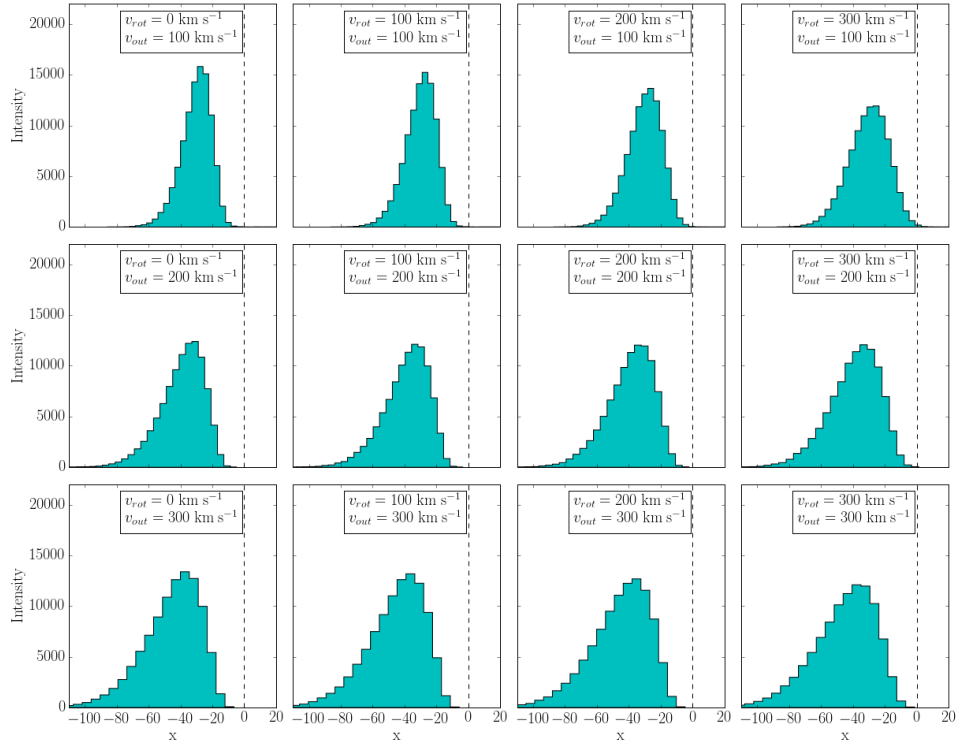 20000
15000
10000
5000
0
Intensity
v_rot = 0 km s⁻¹
v_out = 100 km s⁻¹
v_rot = 100 km s⁻¹
v_out = 100 km s⁻¹
v_rot = 200 km s⁻¹
v_out = 100 km s⁻¹
v_rot = 300 km s⁻¹
v_out = 100 km s⁻¹
−100 −80 −60 −40 −20 0 20
20000
15000
10000
5000
0
Intensity
v_rot = 0 km s⁻¹
v_out = 200 km s⁻¹
v_rot = 100 km s⁻¹
v_out = 200 km s⁻¹
v_rot = 200 km s⁻¹
v_out = 200 km s⁻¹
v_rot = 300 km s⁻¹
v_out = 200 km s⁻¹
20000
15000
10000
5000
0
Intensity
v_rot = 0 km s⁻¹
v_out = 300 km s⁻¹
v_rot = 100 km s⁻¹
v_out = 300 km s⁻¹
v_rot = 200 km s⁻¹
v_out = 300 km s⁻¹
v_rot = 300 km s⁻¹
v_out = 300 km s⁻¹
−100 −80 −60 −40 −20 0 20
−100 −80 −60 −40 −20 0 20
−100 −80 −60 −40 −20 0 20
−100 −80 −60 −40 −20 0 20
x
x
x
x